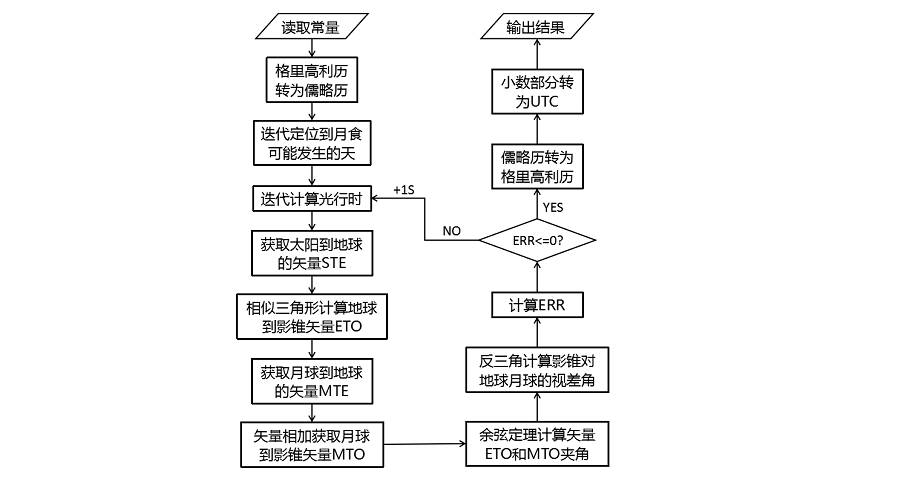 读取常量
格里高利历
转为儒略历
迭代定位到月食
可能发生的天
迭代计算光行时
获取太阳到地球
的矢量STE
相似三角形计算地球
到影锥矢量ETO
获取月球到地球
的矢量MTE
矢量相加获取月球
到影锥矢量MTO
余弦定理计算矢量
ETO和MTO夹角
反三角计算影锥对
地球月球的视差角
计算ERR
ERR<=0?
NO
+1S
YES
儒略历转为
格里高利历
小数部分转
为UTC
输出结果